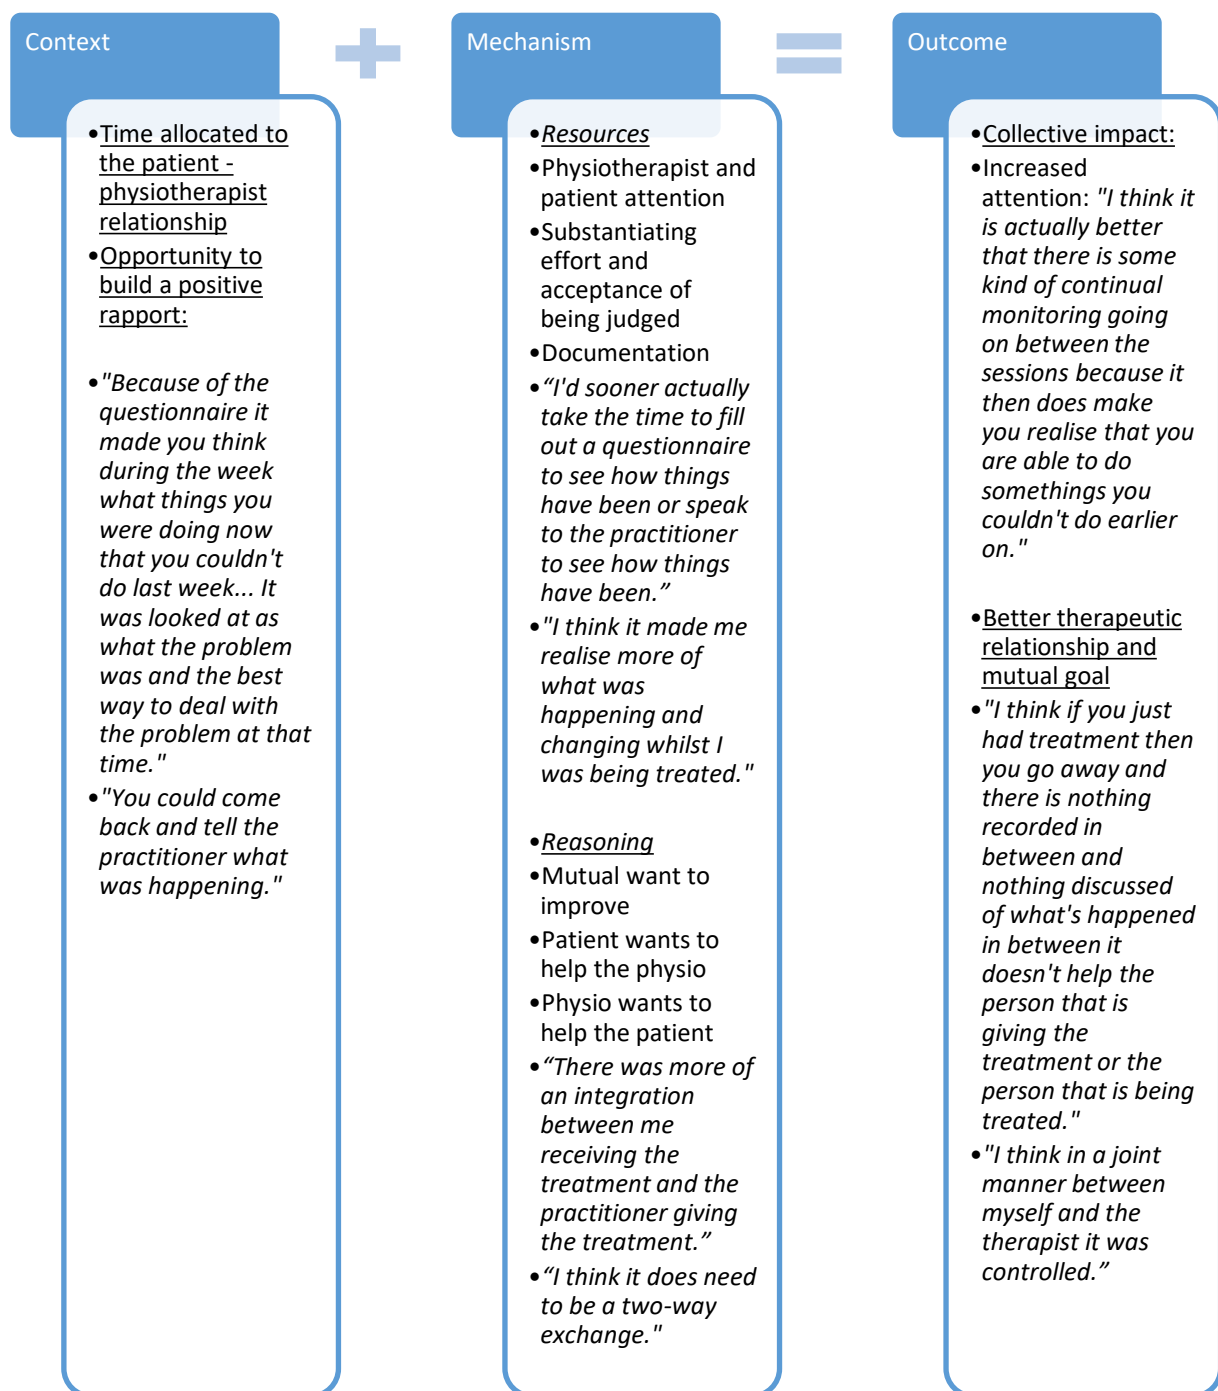 Context
•Time allocated to
the patient -
physiotherapist
relationship
•Opportunity to
build a positive
rapport:
•"Because of the
questionnaire it
made you think
during the week
what things you
were doing now
that you couldn't
do last week... It
was looked at as
what the problem
was and the best
way to deal with
the problem at that
time."
•"You could come
back and tell the
practitioner what
was happening."
+
Mechanism
•Resources
•Physiotherapist and
patient attention
•Substantiating
effort and
acceptance of
being judged
•Documentation
•“I'd sooner actually
take the time to fill
out a questionnaire
to see how things
have been or speak
to the practitioner
to see how things
have been.”
•"I think it made me
realise more of
what was
happening and
changing whilst I
was being treated."
•Reasoning
•Mutual want to
improve
•Patient wants to
help the physio
•Physio wants to
help the patient
•“There was more of
an integration
between me
receiving the
treatment and the
practitioner giving
the treatment.”
•“I think it does need
to be a two-way
exchange."
=
Outcome
•Collective impact:
•Increased
attention: "I think it
is actually better
that there is some
kind of continual
monitoring going
on between the
sessions because it
then does make
you realise that you
are able to do
somethings you
couldn't do earlier
on."
•Better therapeutic
relationship and
mutual goal
•"I think if you just
had treatment then
you go away and
there is nothing
recorded in
between and
nothing discussed
of what's happened
in between it
doesn't help the
person that is
giving the
treatment or the
person that is being
treated."
•"I think in a joint
manner between
myself and the
therapist it was
controlled.”